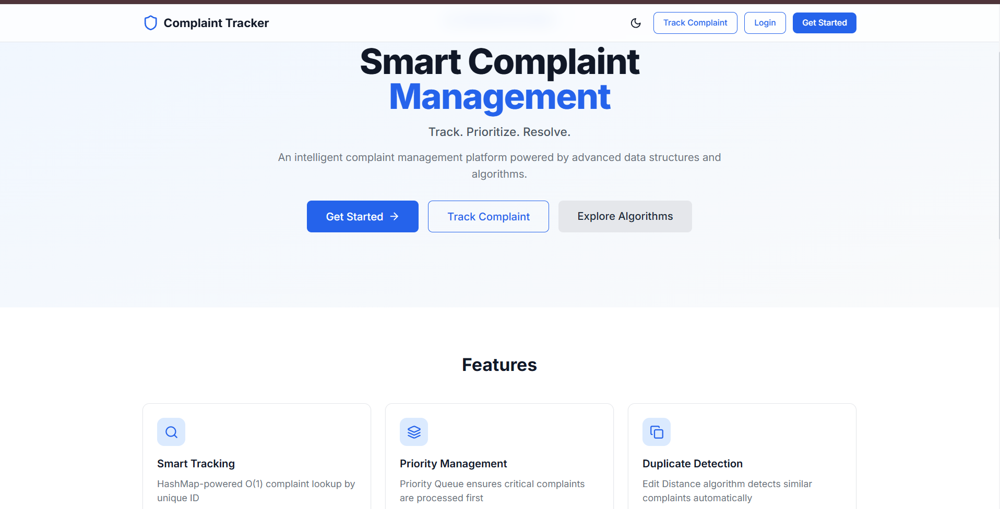 Complaint Tracker
Track Complaint
Login
Get Started
Smart Complaint
Management
Track. Prioritize. Resolve.
An intelligent complaint management platform powered by advanced data structures and
algorithms.
Get Started →
Track Complaint
Explore Algorithms
Features
Smart Tracking
HashMap-powered O(1) complaint lookup by
unique ID
Priority Management
Priority Queue ensures critical complaints
are processed first
Duplicate Detection
Edit Distance algorithm detects similar
complaints automatically